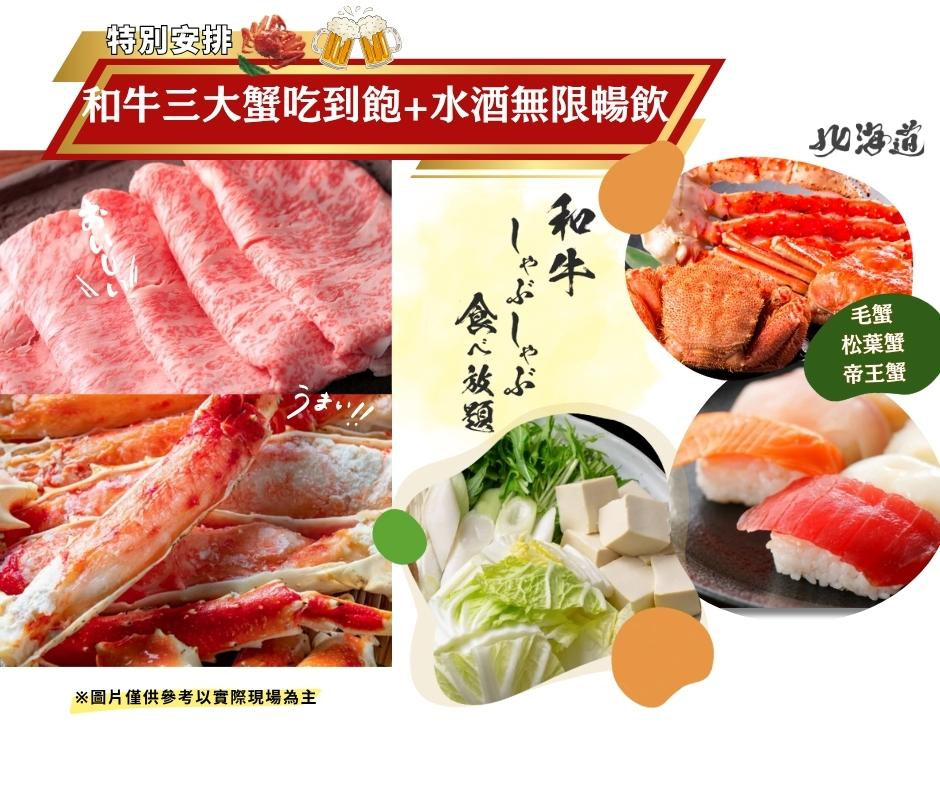 特別安排
和牛三大蟹吃到飽+水酒無限暢飲
北海道
おいしい
和牛
しゃぶしゃぶ
食べ放題
毛蟹
松葉蟹
帝王蟹
うまい!!
※圖片僅供參考以實際現場為主